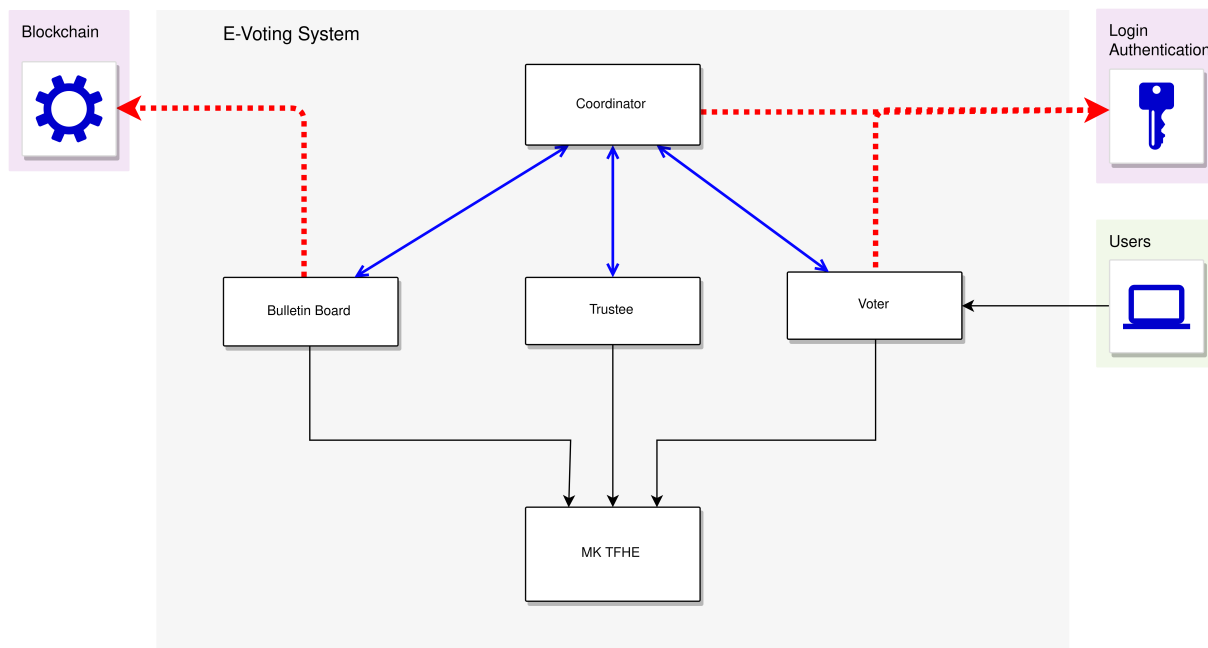 Blockchain
E-Voting System
Login
Authentication
Coordinator
Users
Bulletin Board
Trustee
Voter
MK TFHE